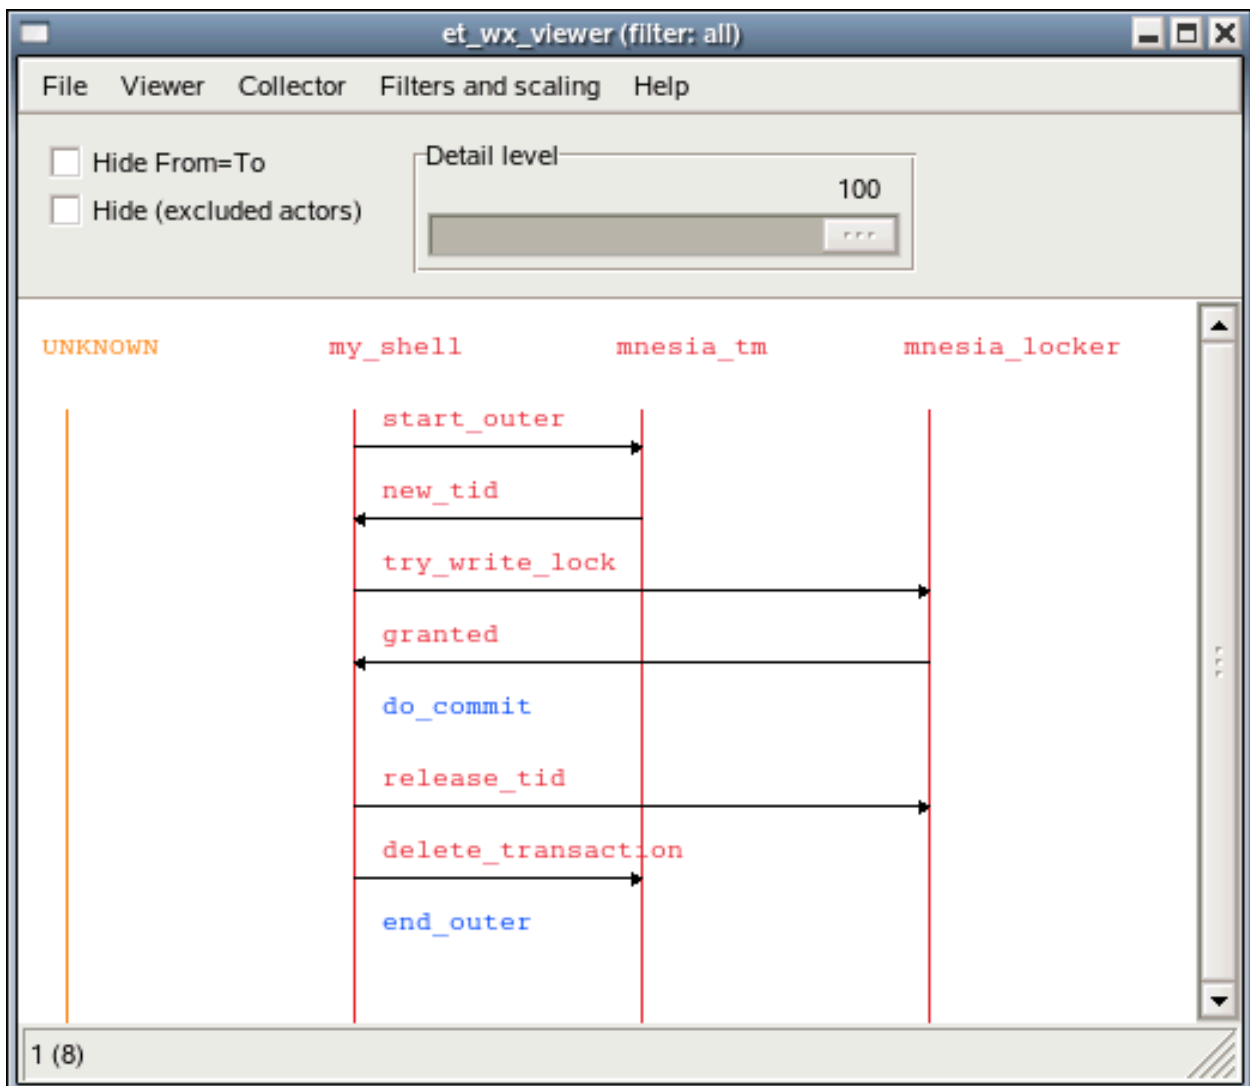 et_wx_viewer (filter: all)
File Viewer Collector Filters and scaling Help
Hide From=To
Hide (excluded actors)
Detail level
100
UNKNOWN my_shell mnesia_tm mnesia_locker
start_outer
new_tid
try_write_lock
granted
do_commit
release_tid
delete_transaction
end_outer
1 (8)